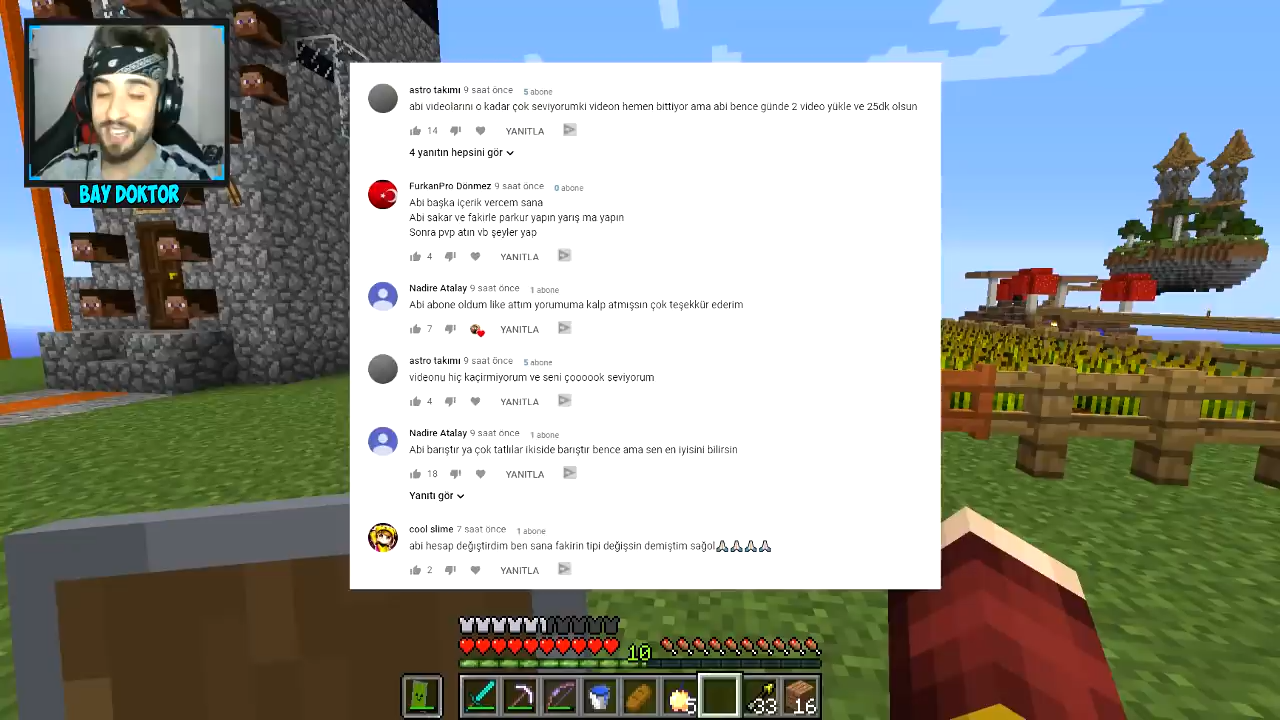 BAY DOKTOR
astro takımı 9 saat önce 5 abone
abi videolarını o kadar çok seviyorumki videon hemen bittiyor ama abi bence günde 2 video yükle ve 25dk olsun
14 YANITLA
4 yanıtın hepsini gör
FurkanPro Dönmez 9 saat önce 0 abone
Abi başka içerik vercem sana
Abi sakar ve fakirle parkur yapın yarış ma yapın
Sonra pvp atın vb şeyler yap
4 YANITLA
Nadire Atalay 9 saat önce 1 abone
Abi abone oldum like attım yorumuma kalp atmışsın çok teşekkür ederim
7 YANITLA
astro takımı 9 saat önce 5 abone
videonu hiç kaçirmiyorum ve seni çoooook seviyorum
4 YANITLA
Nadire Atalay 9 saat önce 1 abone
Abi barıştır ya çok tatlılar ikiside barıştır bence ama sen en iyisini bilirsin
18 YANITLA
Yanıtı gör
cool slime 7 saat önce 1 abone
abi hesap değıştirdim ben sana fakirin tipi değişsin demiştim sağol🙏🙏🙏🙏
2 YANITLA
10
5 33 16